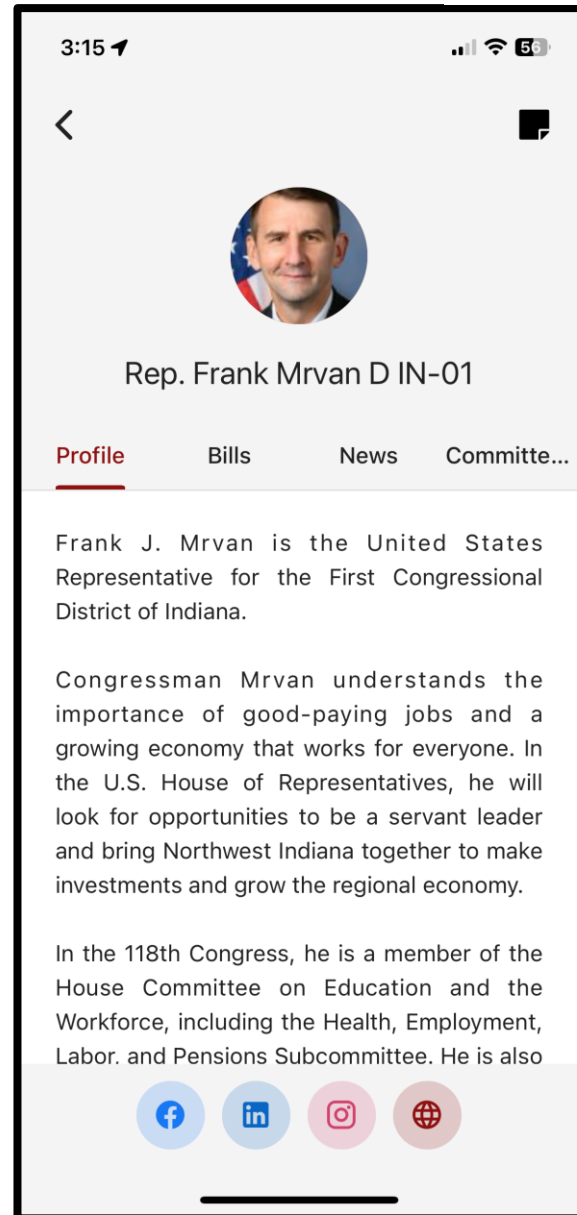 3:15
56
Rep. Frank Mrvan D IN-01
Profile Bills News Committe...
Frank J. Mrvan is the United States
Representative for the First Congressional
District of Indiana.
Congressman Mrvan understands the
importance of good-paying jobs and a
growing economy that works for everyone. In
the U.S. House of Representatives, he will
look for opportunities to be a servant leader
and bring Northwest Indiana together to make
investments and grow the regional economy.
In the 118th Congress, he is a member of the
House Committee on Education and the
Workforce, including the Health, Employment,
Labor, and Pensions Subcommittee. He is also
in